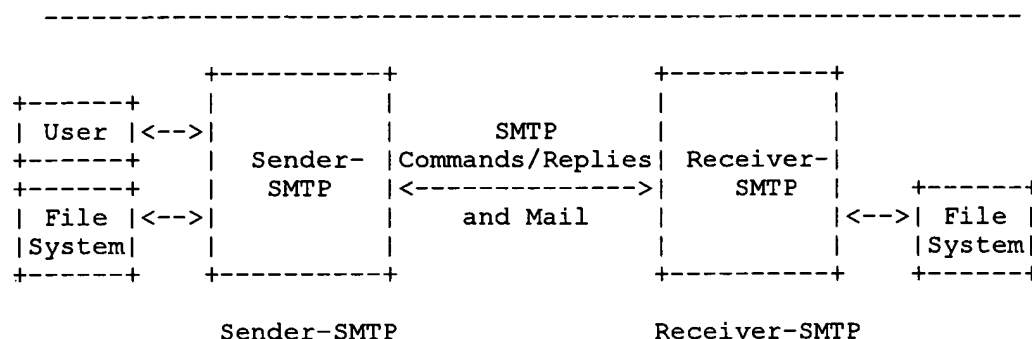 User
SMTP
Sender- Commands/Replies Receiver-
SMTP SMTP
File and Mail File
System System
Sender-SMTP Receiver-SMTP